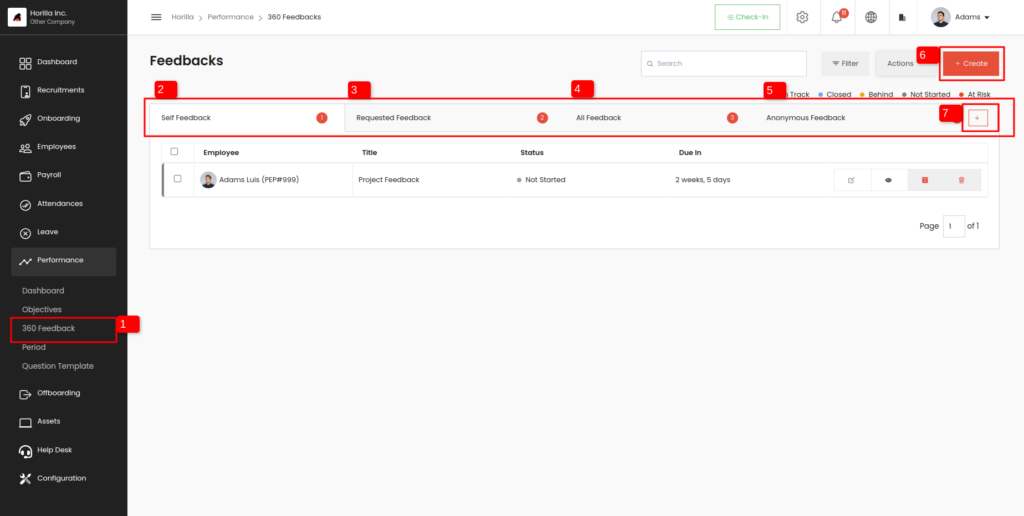 Horilla Inc.
Other Company
Horilla > Performance > 360 Feedbacks
Check-In
8
Adams
Dashboard
Recruitments
Onboarding
Employees
Payroll
Attendances
Leave
Performance
Dashboard
Objectives
360 Feedback
1
Period
Question Template
Offboarding
Assets
Help Desk
Configuration
Feedbacks
Search
Filter
Actions
6
+ Create
Track
Closed
Behind
Not Started
At Risk
2
3
4
5
Self Feedback 1
Requested Feedback 2
All Feedback 3
Anonymous Feedback
7
+
Employee Title Status Due In
Adams Luis (PEP#999) Project Feedback Not Started 2 weeks, 5 days
Page 1 of 1